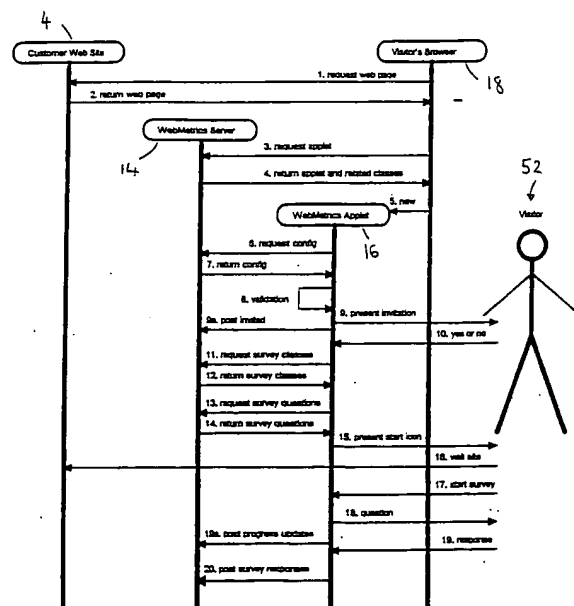 4
Customer Web Site
Visitor's Browser
1. request web page
18
2. return web page
WebMetrics Server
3. request applet
14
4. return applet and related classes
52
5. new
Visitor
WebMetrics Applet
6. request config
16
7. return config
8. validation
9. present invitation
9a. post invited
10. yes or no
11. request survey classes
12. return survey classes
13. request survey questions
14. return survey questions
15. present start icon
16. visit site
17. start survey
18. question
19a. post progress updates
19. response
20. post survey responses